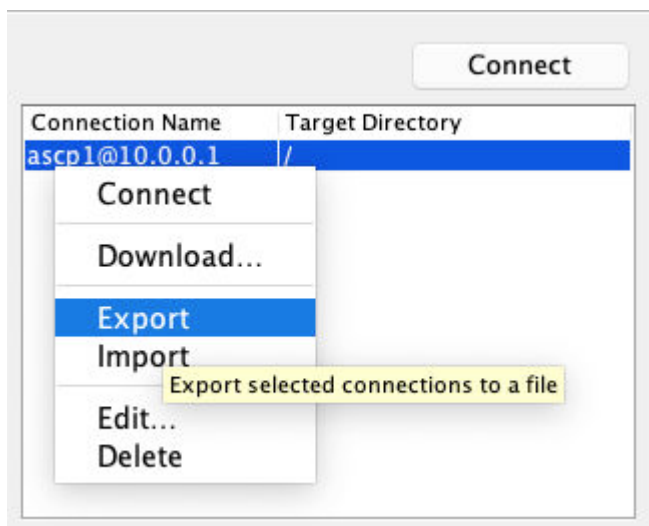 Connect
Connection Name Target Directory
ascp1@10.0.0.1 /
Connect
Download...
Export
Import
Export selected connections to a file
Edit...
Delete